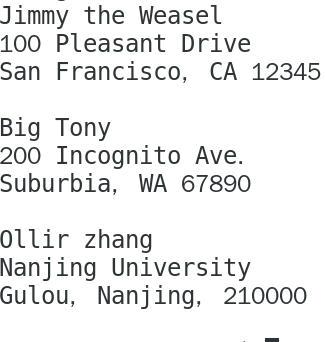 Jimmy the Weasel
100 Pleasant Drive
San Francisco, CA 12345
Big Tony
200 Incognito Ave.
Suburbia, WA 67890
Ollir zhang
Nanjing University
Gulou, Nanjing, 210000